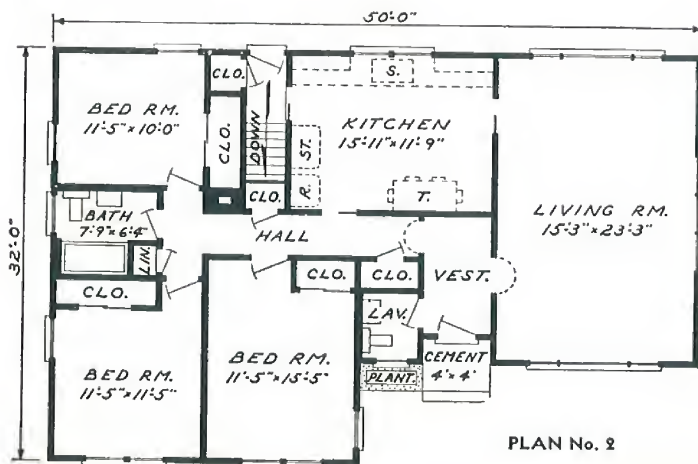 50'-0"
32'-0"
BED RM.
11'-5" x 10'-0"
CLO.
CLO.
DOWN
ST.
R.
CLO.
S.
KITCHEN
15'-11" x 11'-9"
T.
LIVING RM.
15'-3" x 23'-3"
BATH
7'-9" x 6'-4"
LIN.
HALL
CLO.
CLO.
CLO.
VEST.
LAV.
BED RM.
11'-5" x 11'-5"
BED RM.
11'-5" x 15'-5"
PLANT.
CEMENT
4' x 4'
PLAN No. 2